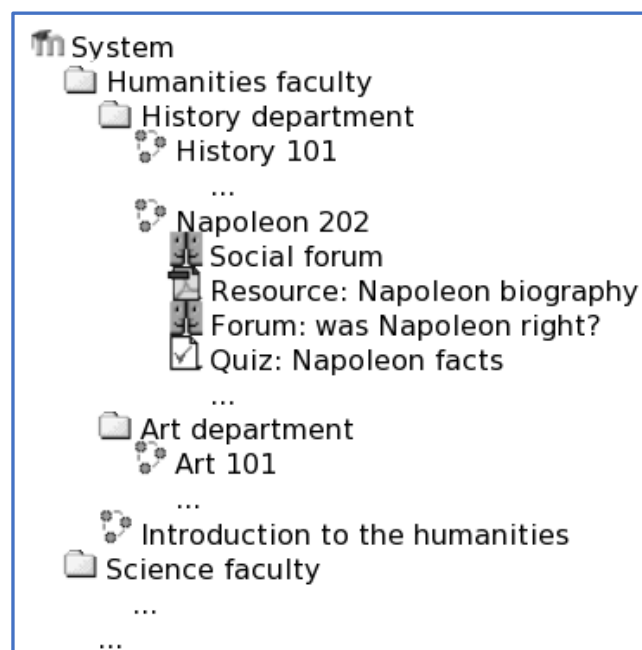 System
Humanities faculty
History department
History 101
...
Napoleon 202
Social forum
Resource: Napoleon biography
Forum: was Napoleon right?
Quiz: Napoleon facts
...
Art department
Art 101
...
Introduction to the humanities
Science faculty
...
...